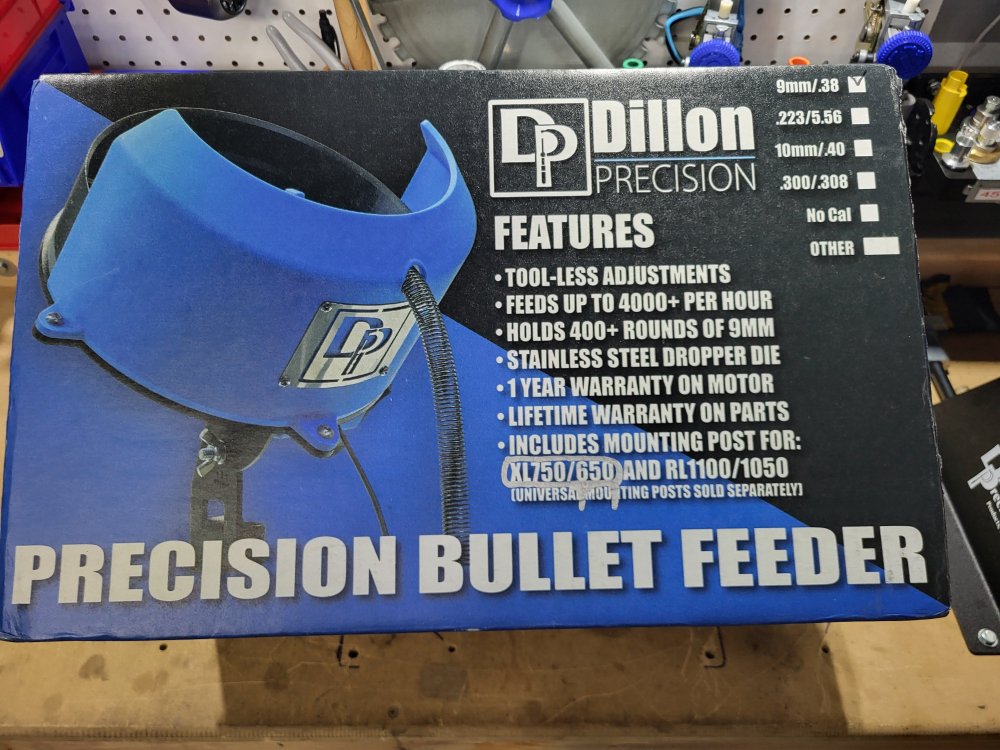 DP Dillon
PRECISION
9mm/.38
.223/5.56
10mm/.40
.300/.308
No Cal
OTHER
FEATURES
• TOOL-LESS ADJUSTMENTS
• FEEDS UP TO 4000+ PER HOUR
• HOLDS 400+ ROUNDS OF 9MM
• STAINLESS STEEL DROPPER DIE
• 1 YEAR WARRANTY ON MOTOR
• LIFETIME WARRANTY ON PARTS
• INCLUDES MOUNTING POST FOR:
XL750/650 AND RL1100/1050
(UNIVERSAL MOUNTING POSTS SOLD SEPARATELY)
DP
PRECISION BULLET FEEDER